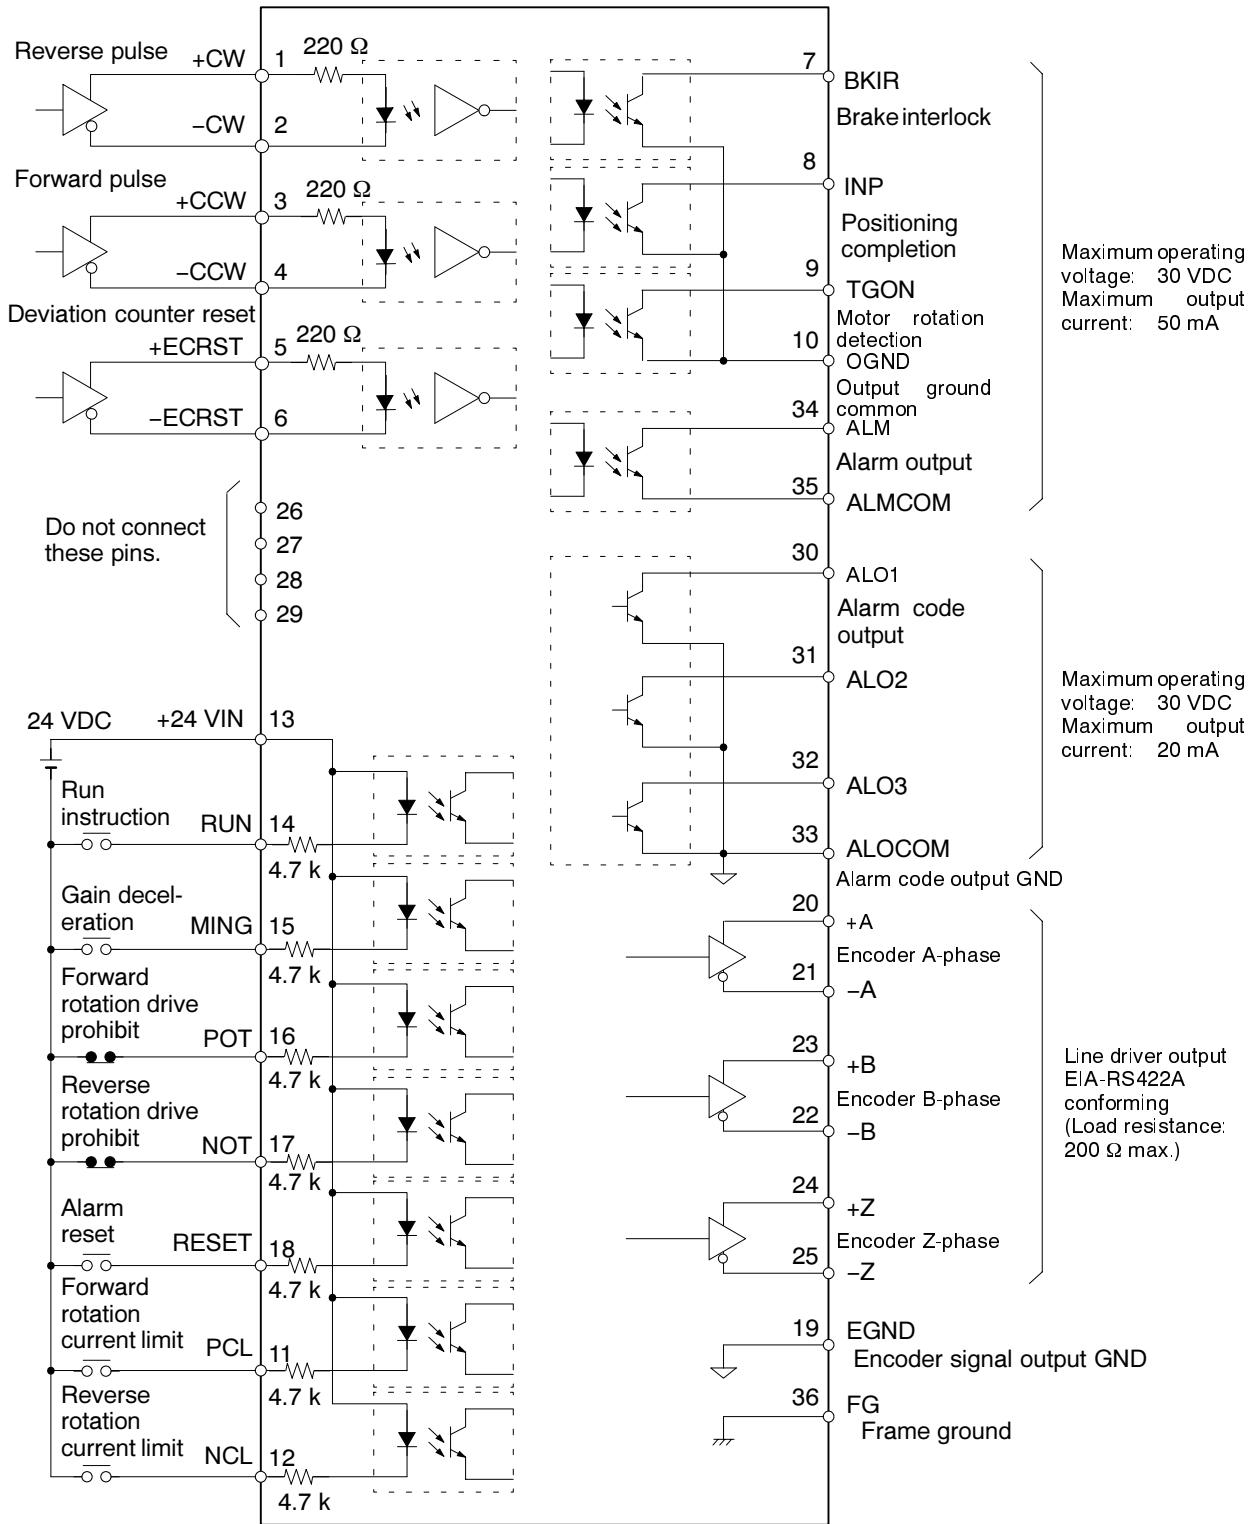 Reverse pulse
+CW 1 220 Ω
−CW 2
Forward pulse
+CCW 3 220 Ω
−CCW 4
Deviation counter reset
+ECRST 5 220 Ω
−ECRST 6
Do not connect
these pins.
26
27
28
29
24 VDC +24 VIN 13
Run
instruction
RUN 14
4.7 k
Gain decel-
eration
MING 15
4.7 k
Forward
rotation drive
prohibit
POT 16
4.7 k
Reverse
rotation drive
prohibit
NOT 17
4.7 k
Alarm
reset
RESET 18
4.7 k
Forward
rotation
current limit
PCL 11
4.7 k
Reverse
rotation
current limit
NCL 12
4.7 k
7
BKIR
Brake interlock
8
INP
Positioning
completion
9
TGON
Motor rotation
detection
10
OGND
Output ground
common
34
ALM
Alarm output
35
ALMCOM
Maximum operating
voltage: 30 VDC
Maximum output
current: 50 mA
30
ALO1
Alarm code
output
31
ALO2
32
ALO3
33
ALOCOM
Alarm code output GND
Maximum operating
voltage: 30 VDC
Maximum output
current: 20 mA
20
+A
Encoder A-phase
21
−A
23
+B
Encoder B-phase
22
−B
24
+Z
Encoder Z-phase
25
−Z
Line driver output
EIA-RS422A
conforming
(Load resistance:
200 Ω max.)
19
EGND
Encoder signal output GND
36
FG
Frame ground